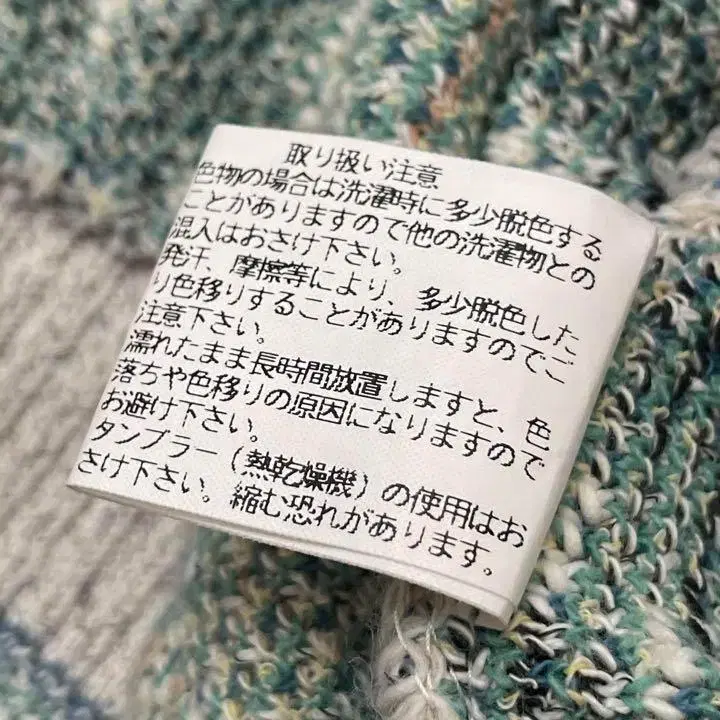 取り扱い注意
色物の場合は洗濯時に多少脱色する
ことがありますので他の洗濯物との
混入はおさけ下さい。
発汗、摩擦等により、多少脱色した
り色移りすることがありますのでご
注意下さい。
濡れたまま長時間放置しますと、色
落ちや色移りの原因になりますので
お避け下さい。
タンブラー(熱乾燥機)の使用はお
さけ下さい。縮む恐れがあります。